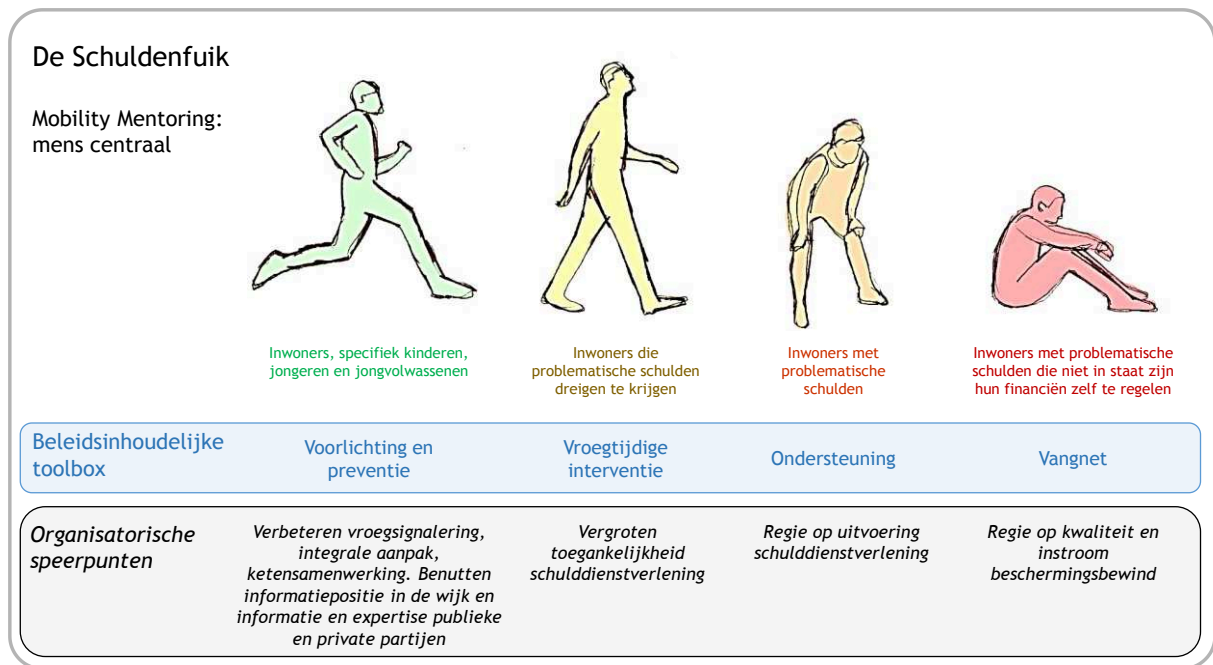 De Schuldenfuik
Mobility Mentoring:
mens centraal
Inwoners, specifiek kinderen,
jongeren en jongvolwassenen
Inwoners die
problematische schulden
dreigen te krijgen
Inwoners met
problematische
schulden
Inwoners met problematische
schulden die niet in staat zijn
hun financiën zelf te regelen
Beleidsinhoudelijke
toolbox
Voorlichting en
preventie
Vroegtijdige
interventie
Ondersteuning
Vangnet
Organisatorische
speerpunten
Verbeteren vroegsignalering,
integrale aanpak,
ketensamenwerking. Benutten
informatiepositie in de wijk en
informatie en expertise publieke
en private partijen
Vergroten
toegankelijkheid
schulddienstverlening
Regie op uitvoering
schulddienstverlening
Regie op kwaliteit en
instroom
beschermingsbewind